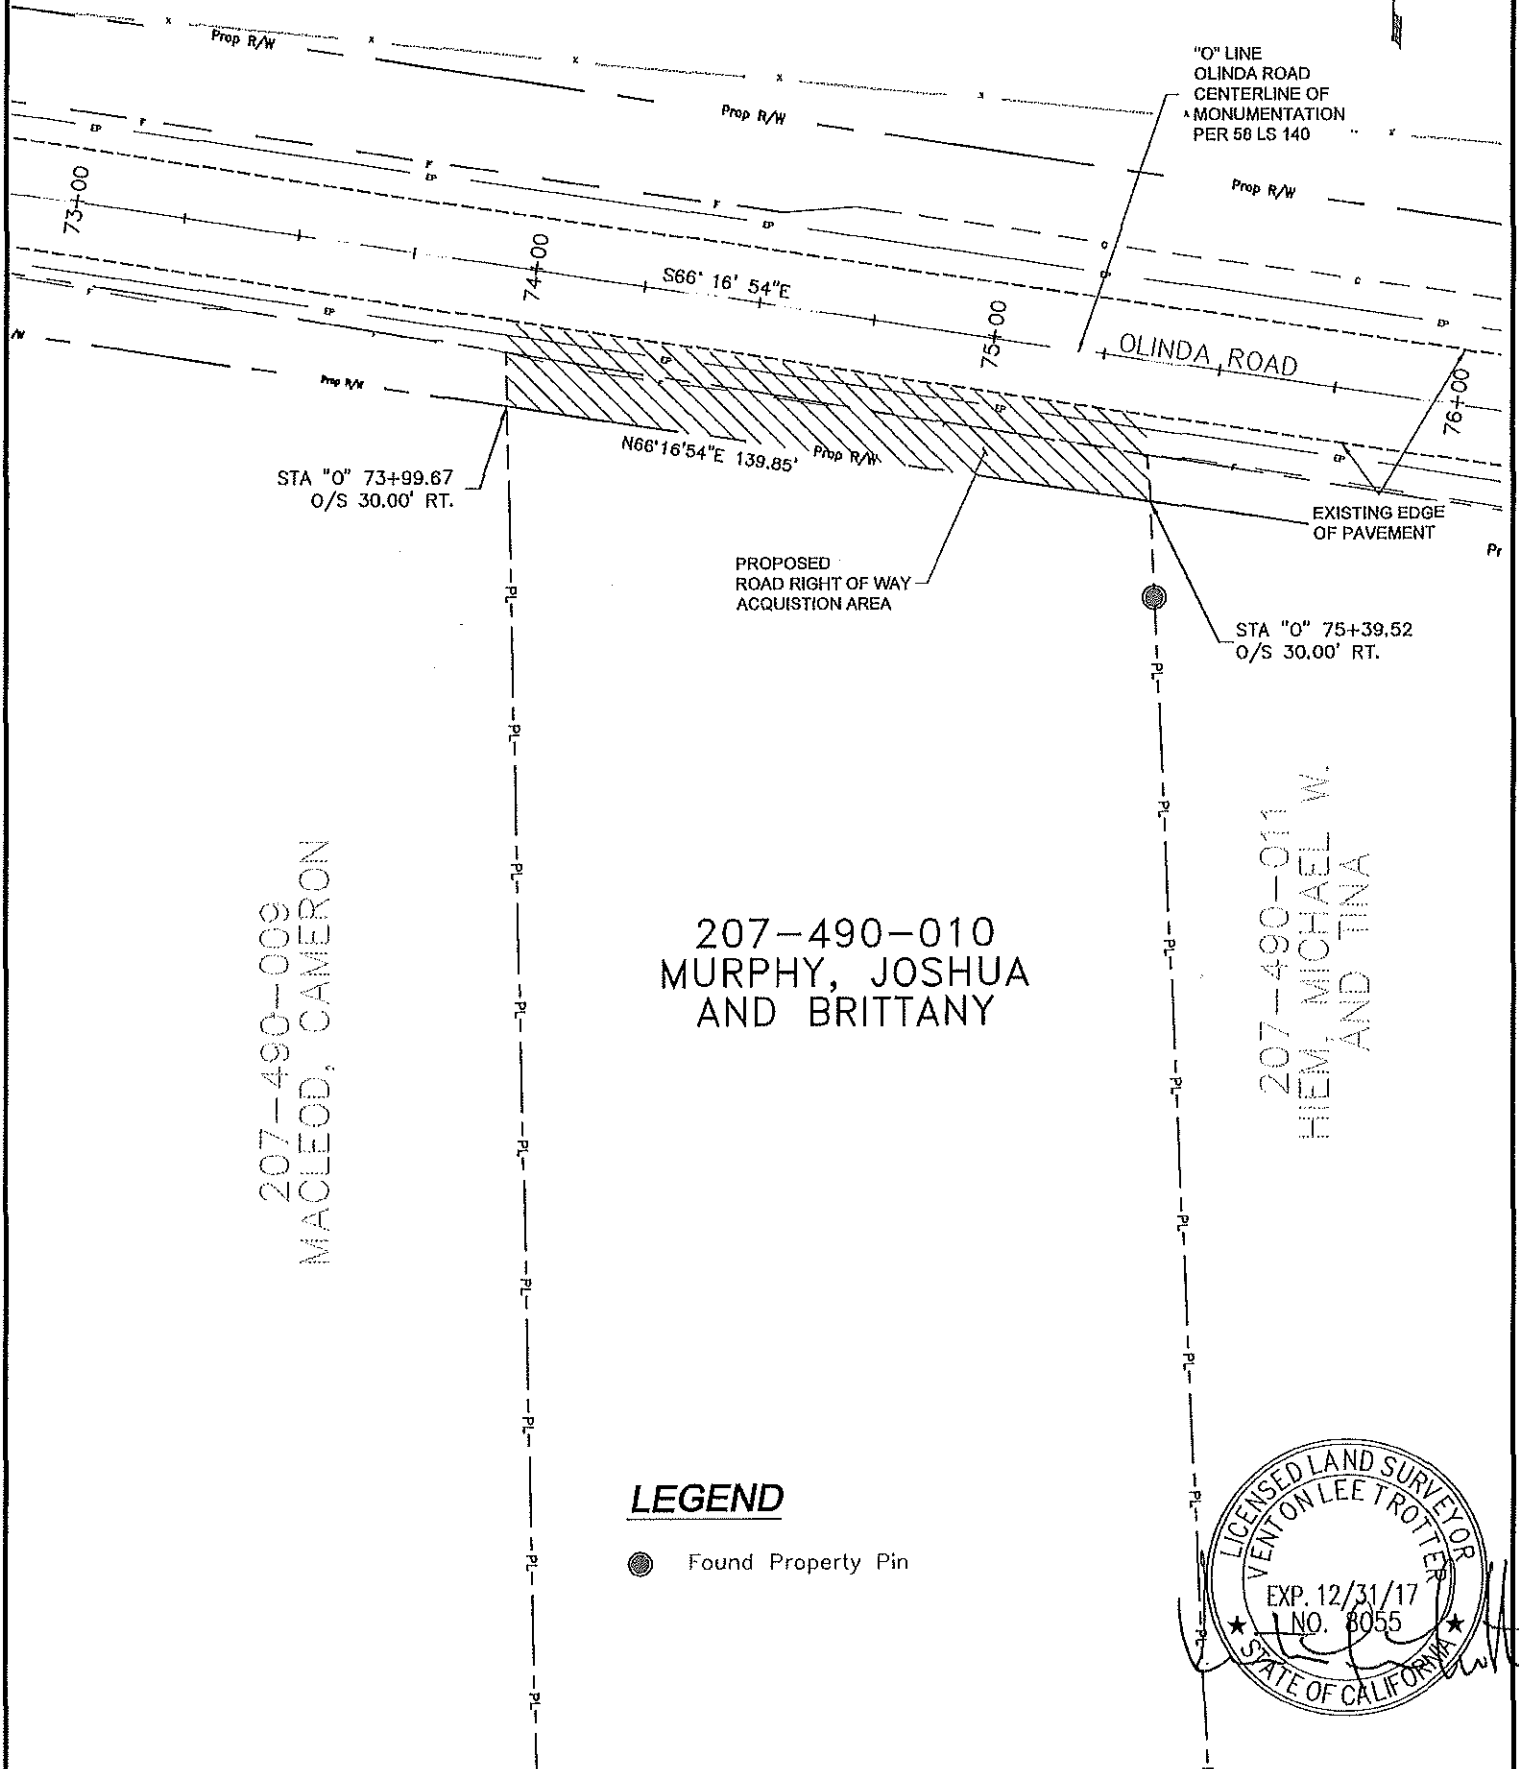 Prop R/W
"O" LINE
OLINDA ROAD
CENTERLINE OF
MONUMENTATION
PER 58 LS 140
Prop R/W
Prop R/W
73+00
74+00
S66° 16' 54"E
75+00
OLINDA ROAD
76+00
Prop R/W
N66°16'54"E 139.85'
Prop R/W
STA "O" 73+99.67
O/S 30.00' RT.
EXISTING EDGE
OF PAVEMENT
Pr
PROPOSED
ROAD RIGHT OF WAY
ACQUISTION AREA
STA "O" 75+39.52
O/S 30.00' RT.
207-490-009
MACLEOD, CAMERON
207-490-010
MURPHY, JOSHUA
AND BRITTANY
207-490-011
HIEM, MICHAEL W.
AND TINA
LEGEND
Found Property Pin
LICENSED LAND SURVEYOR
VENTON LEE TROTTER
EXP. 12/31/17
NO. 8055
STATE OF CALIFORNIA